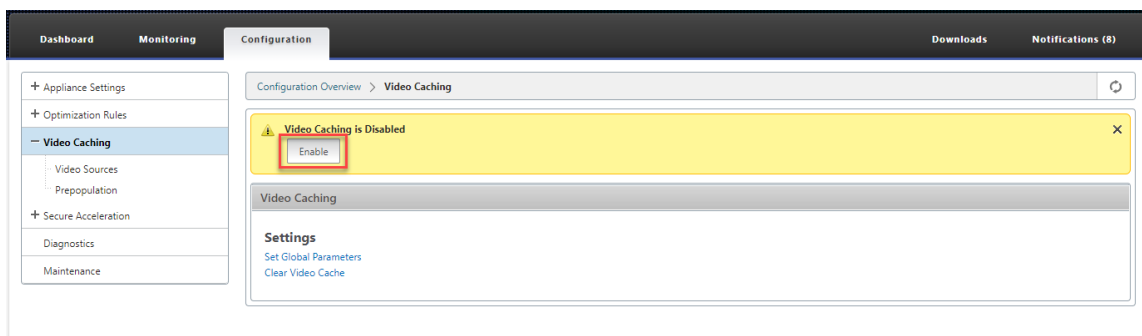 Dashboard Monitoring Configuration Downloads Notifications (8)
+ Appliance Settings
+ Optimization Rules
− Video Caching
Video Sources
Prepopulation
+ Secure Acceleration
Diagnostics
Maintenance
Configuration Overview > Video Caching
Video Caching is Disabled
Enable
Video Caching
Settings
Set Global Parameters
Clear Video Cache